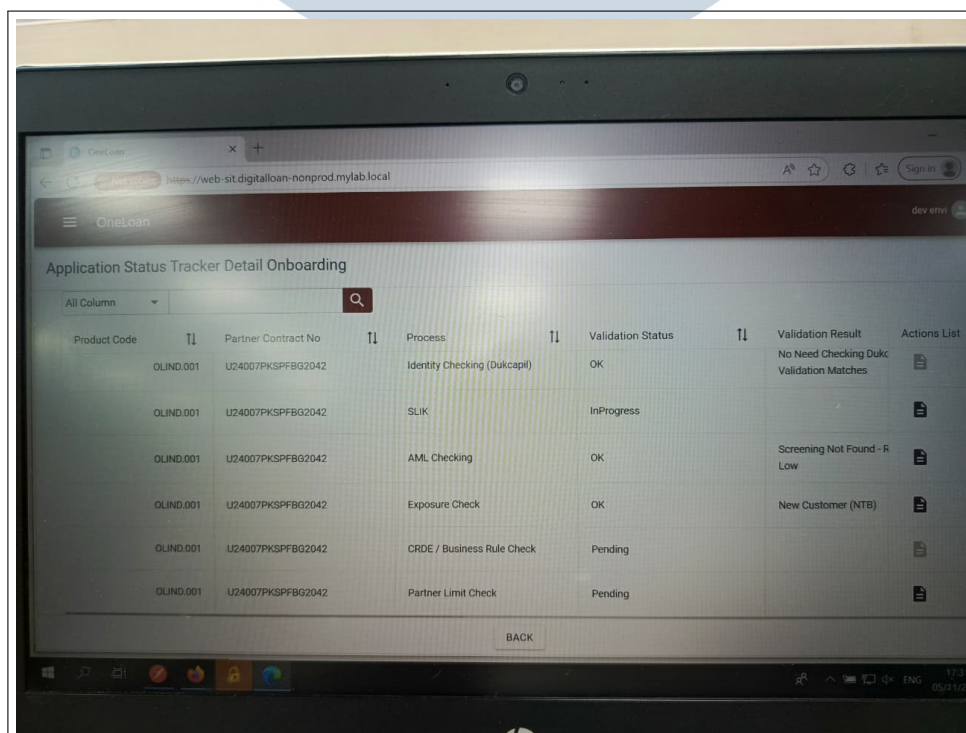 OneLoan
https://web-sit.digitalloan-nonprod.mylab.local
Sign in
OneLoan
dev envi
Application Status Tracker Detail Onboarding
All Column
Product Code Partner Contract No Process Validation Status Validation Result Actions List
OLIND.001 U24007PKSPFBG2042 Identity Checking (Dukcapil) OK No Need Checking Dukc
Validation Matches
OLIND.001 U24007PKSPFBG2042 SLIK InProgress
OLIND.001 U24007PKSPFBG2042 AML Checking OK Screening Not Found - R
Low
OLIND.001 U24007PKSPFBG2042 Exposure Check OK New Customer (NTB)
OLIND.001 U24007PKSPFBG2042 CRDE / Business Rule Check Pending
OLIND.001 U24007PKSPFBG2042 Partner Limit Check Pending
BACK
ENG